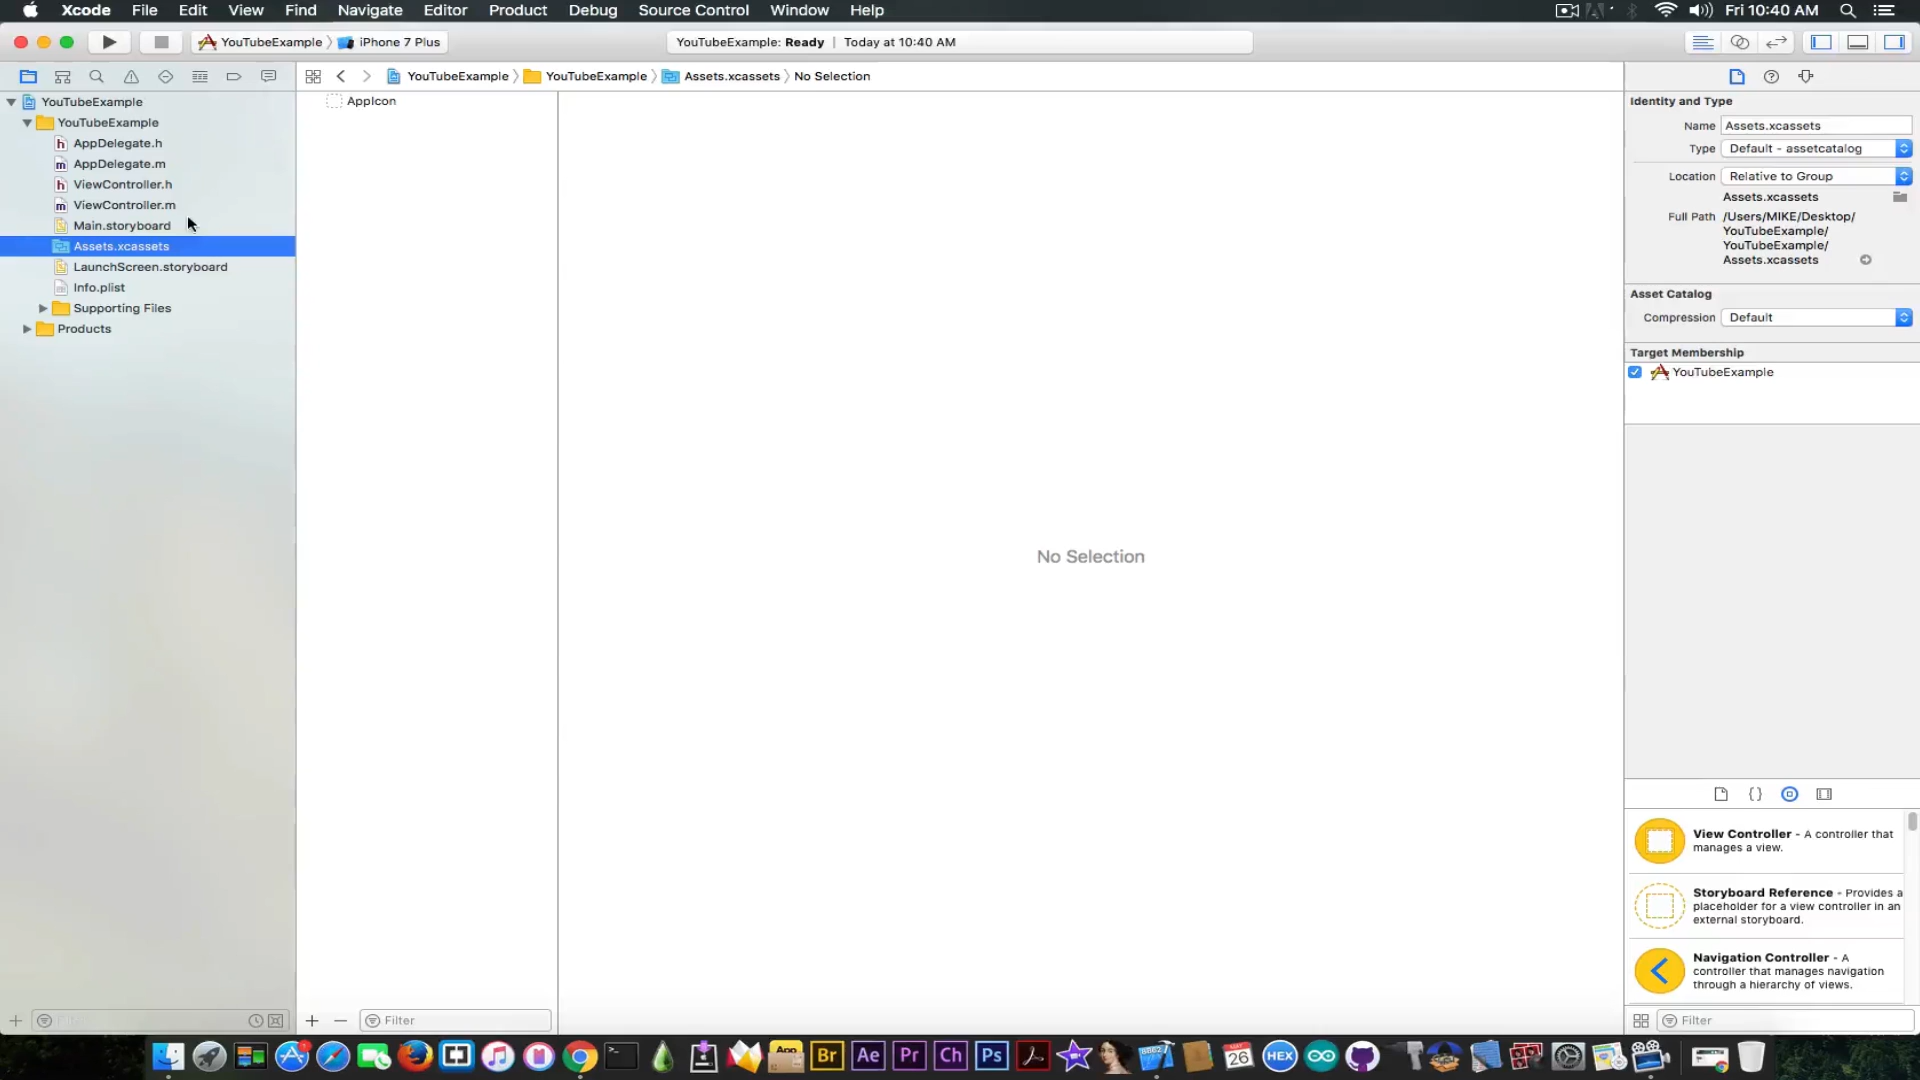 Xcode File Edit View Find Navigate Editor Product Debug Source Control Window Help Fri 10:40 AM
YouTubeExample iPhone 7 Plus YouTubeExample: Ready Today at 10:40 AM
YouTubeExample YouTubeExample Assets.xcassets No Selection
YouTubeExample
YouTubeExample
AppDelegate.h
AppDelegate.m
ViewController.h
ViewController.m
Main.storyboard
Assets.xcassets
LaunchScreen.storyboard
Info.plist
Supporting Files
Products
AppIcon
No Selection
Filter
Identity and Type
Name Assets.xcassets
Type Default - assetcatalog
Location Relative to Group
Assets.xcassets
Full Path /Users/MIKE/Desktop/
YouTubeExample/
YouTubeExample/
Assets.xcassets
Asset Catalog
Compression Default
Target Membership
YouTubeExample
View Controller - A controller that
manages a view.
Storyboard Reference - Provides a
placeholder for a view controller in an
external storyboard.
Navigation Controller - A
controller that manages navigation
through a hierarchy of views.
Filter
Br Ae Pr Ch Ps 26 HEX